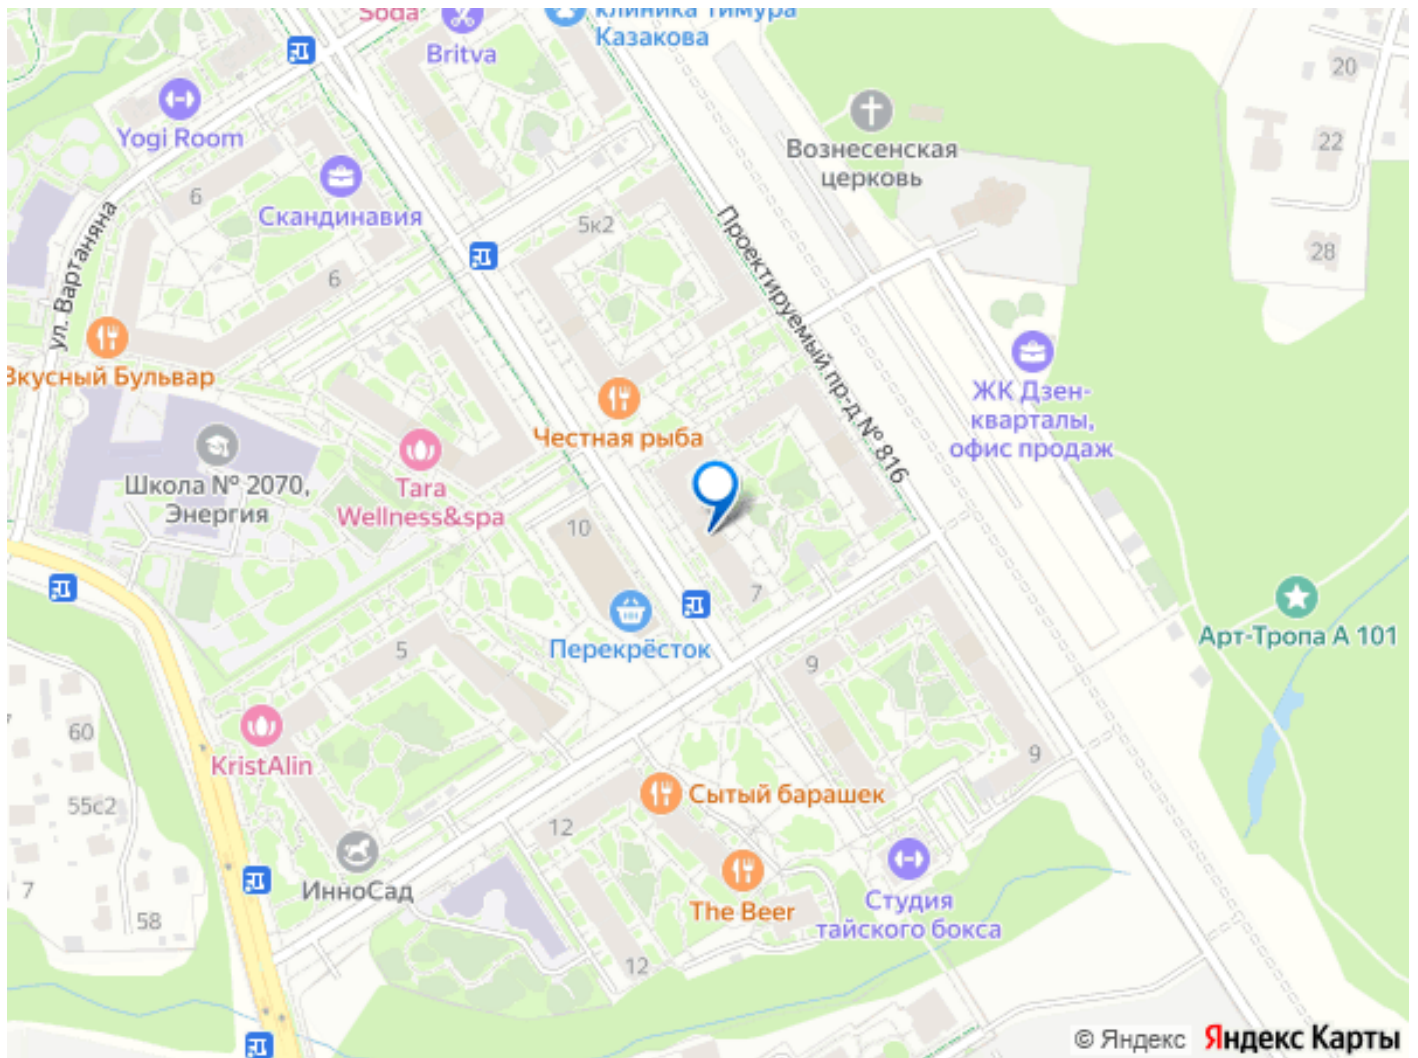 Soda
Britva
клиника Тимура
Казакова
20
Yogi Room
22
Вознесенская
церковь
6
Скандинавия
5к2
28
ул. Вартаняна
6
Проектируемый пр-д № 816
Вкусный Бульвар
ЖК Дзен-
кварталы,
офис продаж
Честная рыба
Школа № 2070,
Энергия
Tara
Wellness&spa
10
7
Перекрёсток
Арт-Тропа А 101
5
9
60
KristAlin
9
55с2
Сытый барашек
12
7
ИнноСад
58
The Beer
Студия
тайского бокса
12
© Яндекс Яндекс Карты